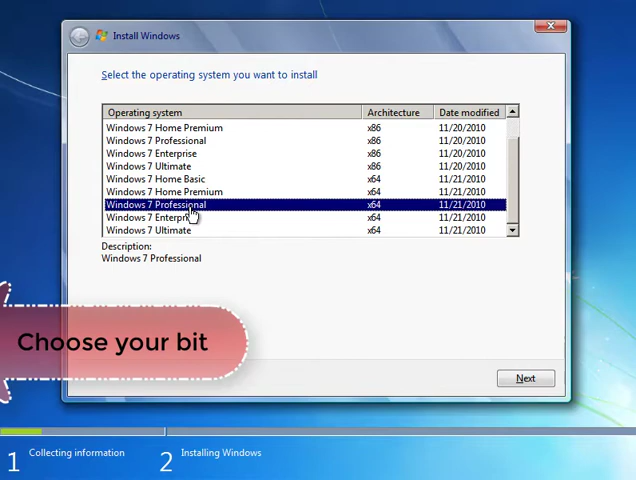 Install Windows
Select the operating system you want to install
Operating system Architecture Date modified
Windows 7 Home Premium x86 11/20/2010
Windows 7 Professional x86 11/20/2010
Windows 7 Enterprise x86 11/20/2010
Windows 7 Ultimate x86 11/20/2010
Windows 7 Home Basic x64 11/21/2010
Windows 7 Home Premium x64 11/21/2010
Windows 7 Professional x64 11/21/2010
Windows 7 Enterpri x64 11/21/2010
Windows 7 Ultimate x64 11/21/2010
Description:
Windows 7 Professional
Choose your bit
Next
1 Collecting information 2 Installing Windows